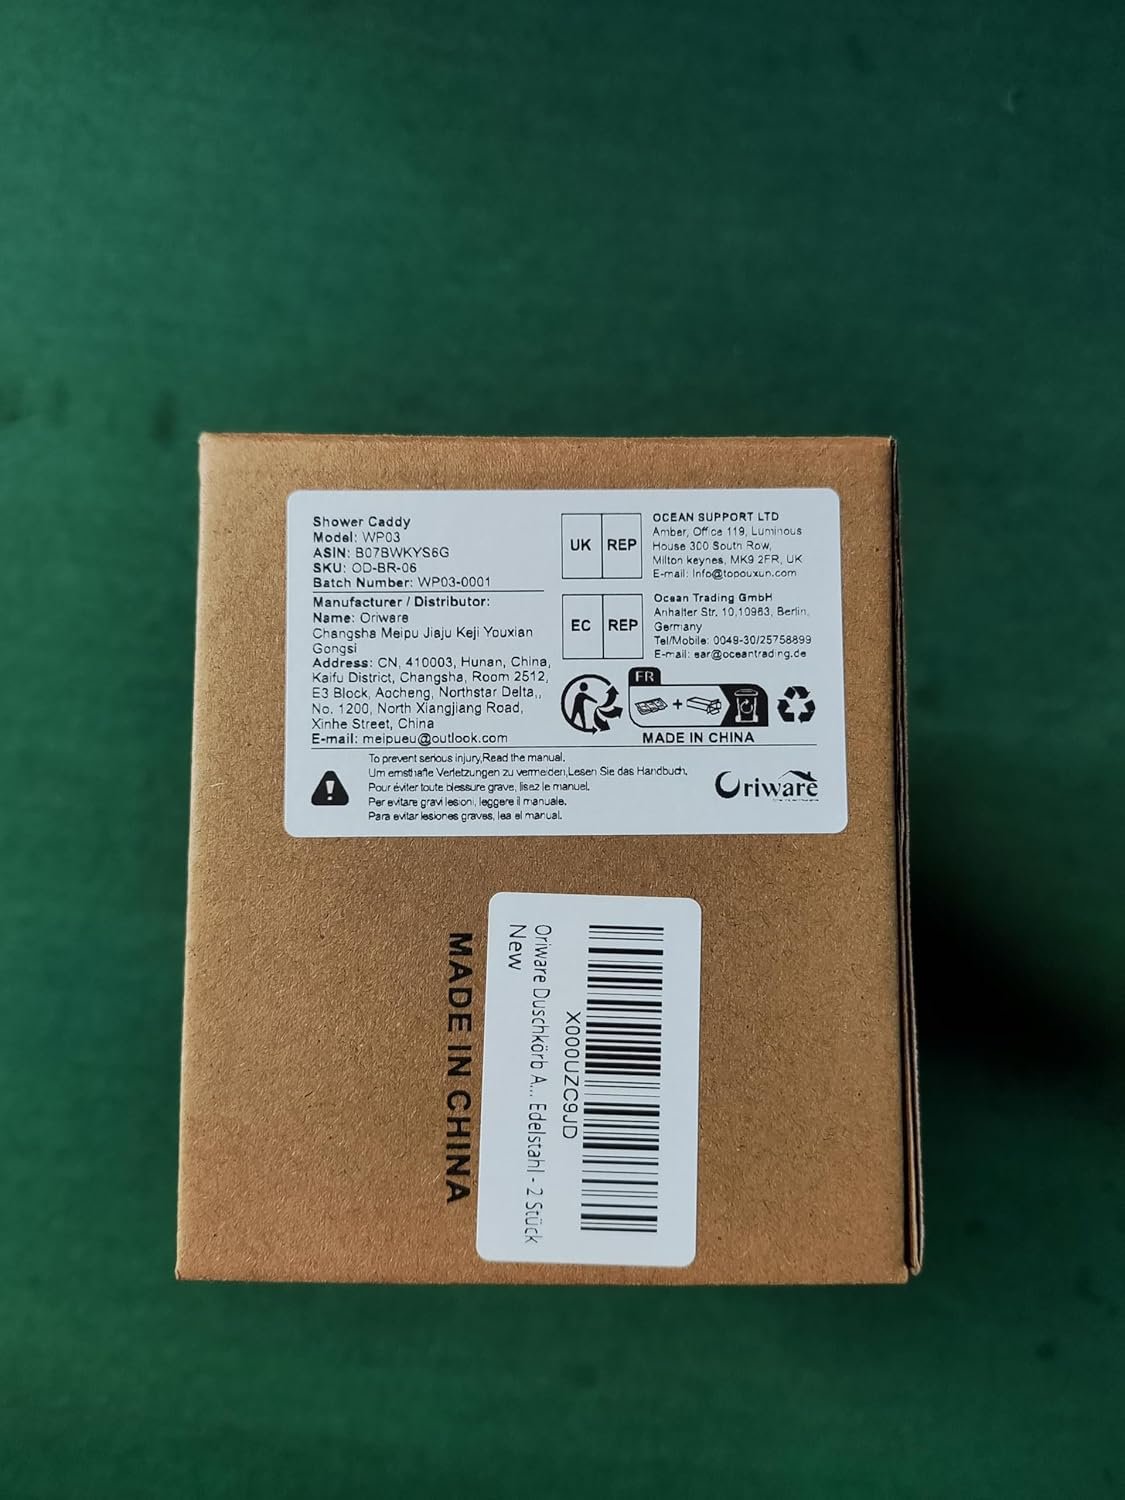 Shower Caddy
Model: WP03
ASIN: B07BWKYS6G
SKU: OD-BR-06
Batch Number: WP03-0001
Manufacturer / Distributor:
Name: Oriware
Changsha Meipu Jiaju Keji Youxian
Gongsi
Address: CN, 410003, Hunan, China,
Kaifu District, Changsha, Room 2512,
E3 Block, Aocheng, Northstar Delta,,
No. 1200, North Xiangjiang Road,
Xinhe Street, China
E-mail: meipueu@outlook.com
UK REP
OCEAN SUPPORT LTD
Amber, Office 119, Luminous
House 300 South Row,
Milton keynes, MK9 2FR, UK
E-mail: Info@topouxun.com
EC REP
Ocean Trading GmbH
Anhalter Str. 10,10963, Berlin,
Germany
Tel/Mobile: 0049-30/25758899
E-mail: ear@oceantrading.de
FR
+
MADE IN CHINA
To prevent serious injury,Read the manual.
Um ernsthafte Verletzungen zu vermeiden,Lesen Sie das Handbuch.
Pour éviter toute blessure grave, lisez le manuel.
Per evitare gravi lesioni, leggere il manuale.
Para evitar lesiones graves, lea el manual.
Oriware
X000UZC9JD
Oriware Duschkörb A... Edelstahl - 2 Stück
New
MADE IN CHINA